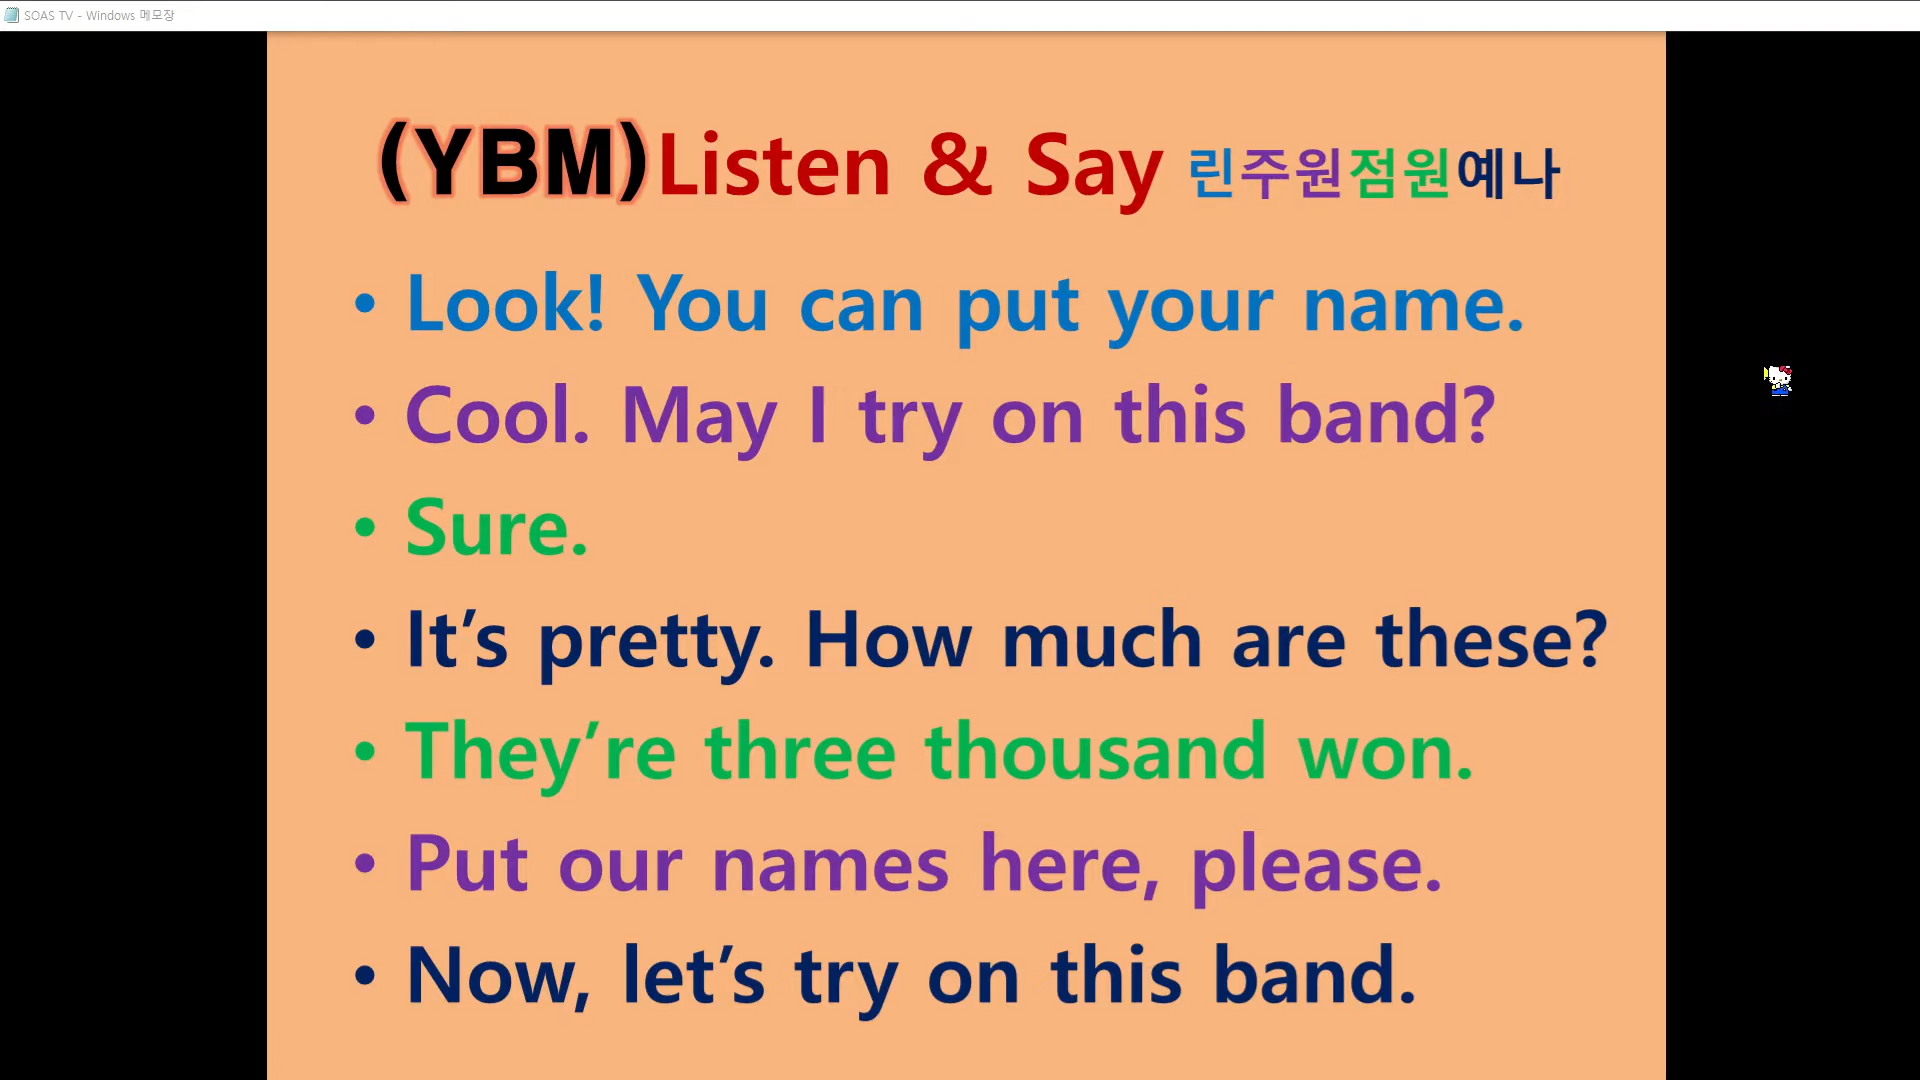 SOAS TV - Windows 메모장
(YBM)Listen & Say 린주원점원예나
• Look! You can put your name.
• Cool. May I try on this band?
• Sure.
• It’s pretty. How much are these?
• They’re three thousand won.
• Put our names here, please.
• Now, let’s try on this band.